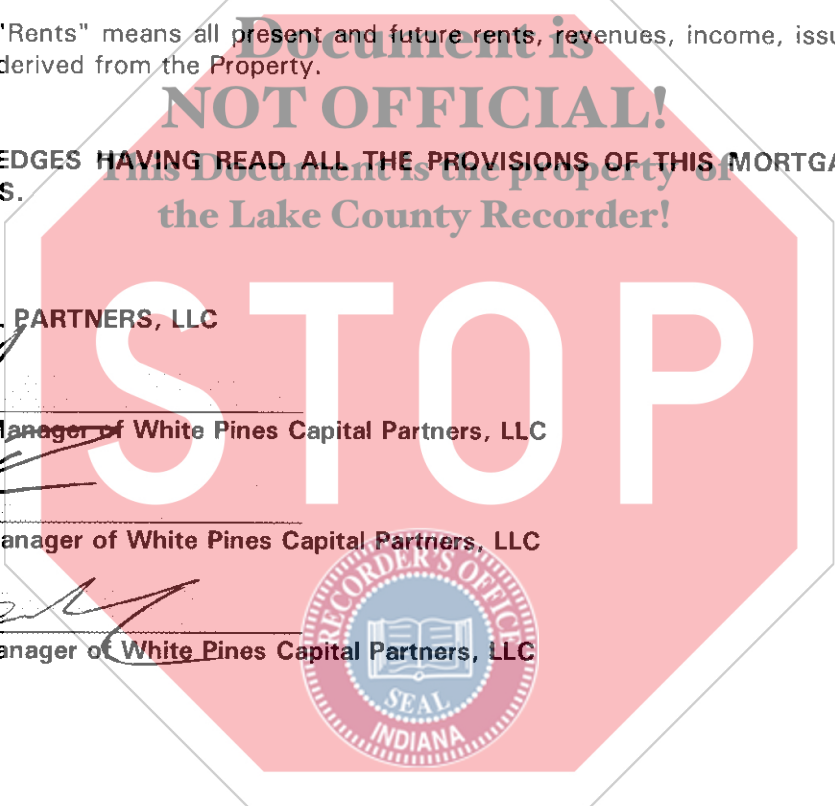 "Rents" means all present and future rents, revenues, income, issu
derived from the Property.
Document is
NOT OFFICIAL!
This Document is the property of
the Lake County Recorder!
EDGES HAVING READ ALL THE PROVISIONS OF THIS MORTGA
S.
STOP
PARTNERS, LLC
Manager of White Pines Capital Partners, LLC
anager of White Pines Capital Partners, LLC
anager of White Pines Capital Partners, LLC
RECORDER'S OFFICE
SEAL
INDIANA